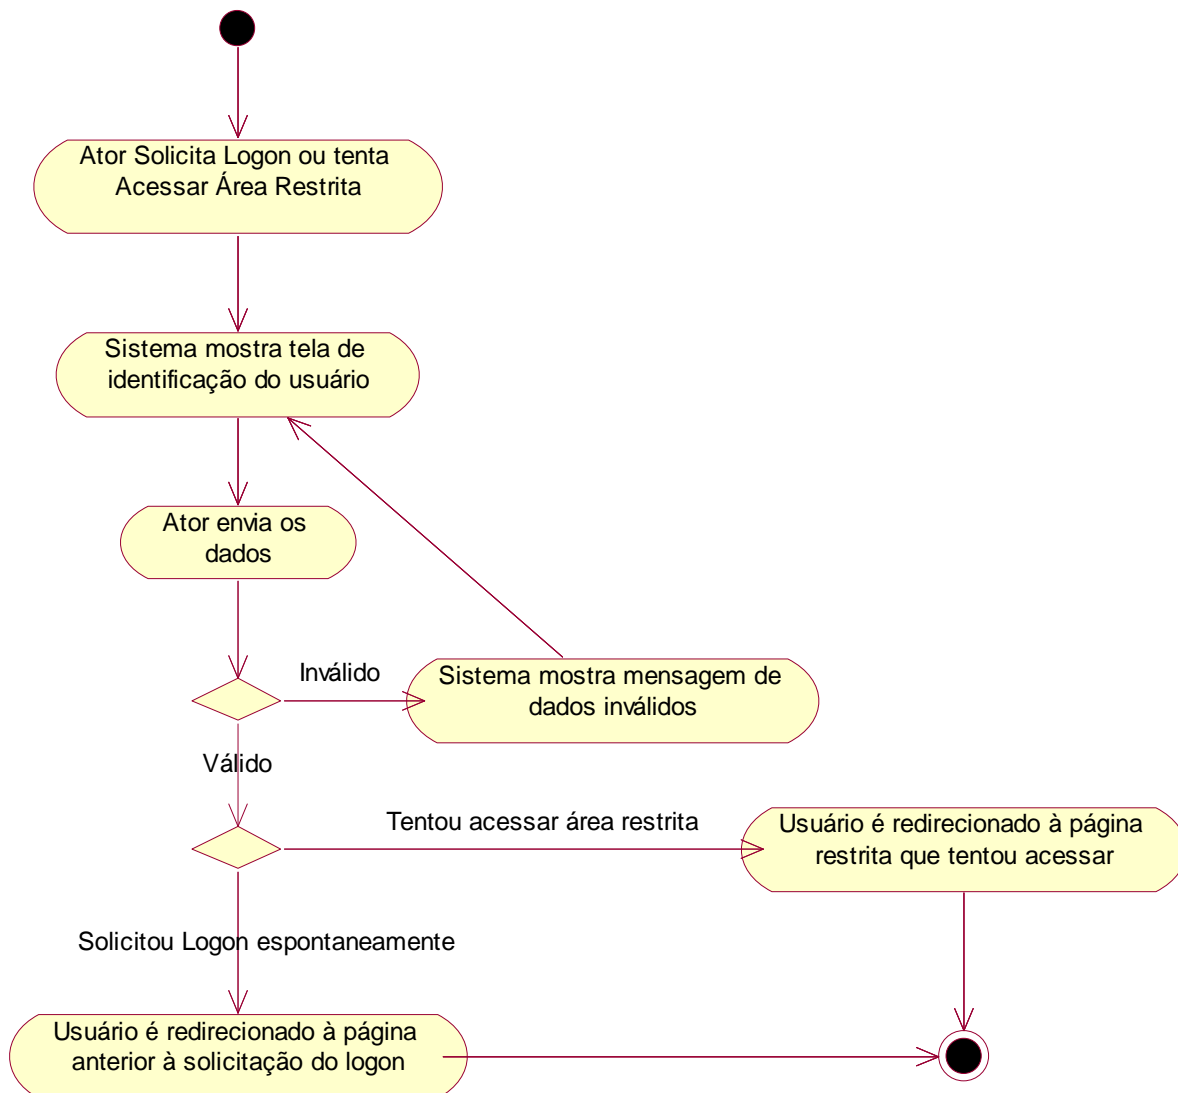 Ator Solicita Logon ou tenta
Acessar Área Restrita
Sistema mostra tela de
identificação do usuário
Ator envia os
dados
Inválido
Sistema mostra mensagem de
dados inválidos
Válido
Tentou acessar área restrita
Usuário é redirecionado à página
restrita que tentou acessar
Solicitou Logon espontaneamente
Usuário é redirecionado à página
anterior à solicitação do logon